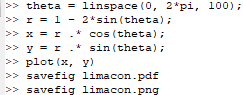 >> theta = linspace(0, 2*pi, 100);
>> r = 1 - 2*sin(theta);
>> x = r .* cos(theta);
>> y = r .* sin(theta);
>> plot(x, y)
>> savefig limacon.pdf
>> savefig limacon.png